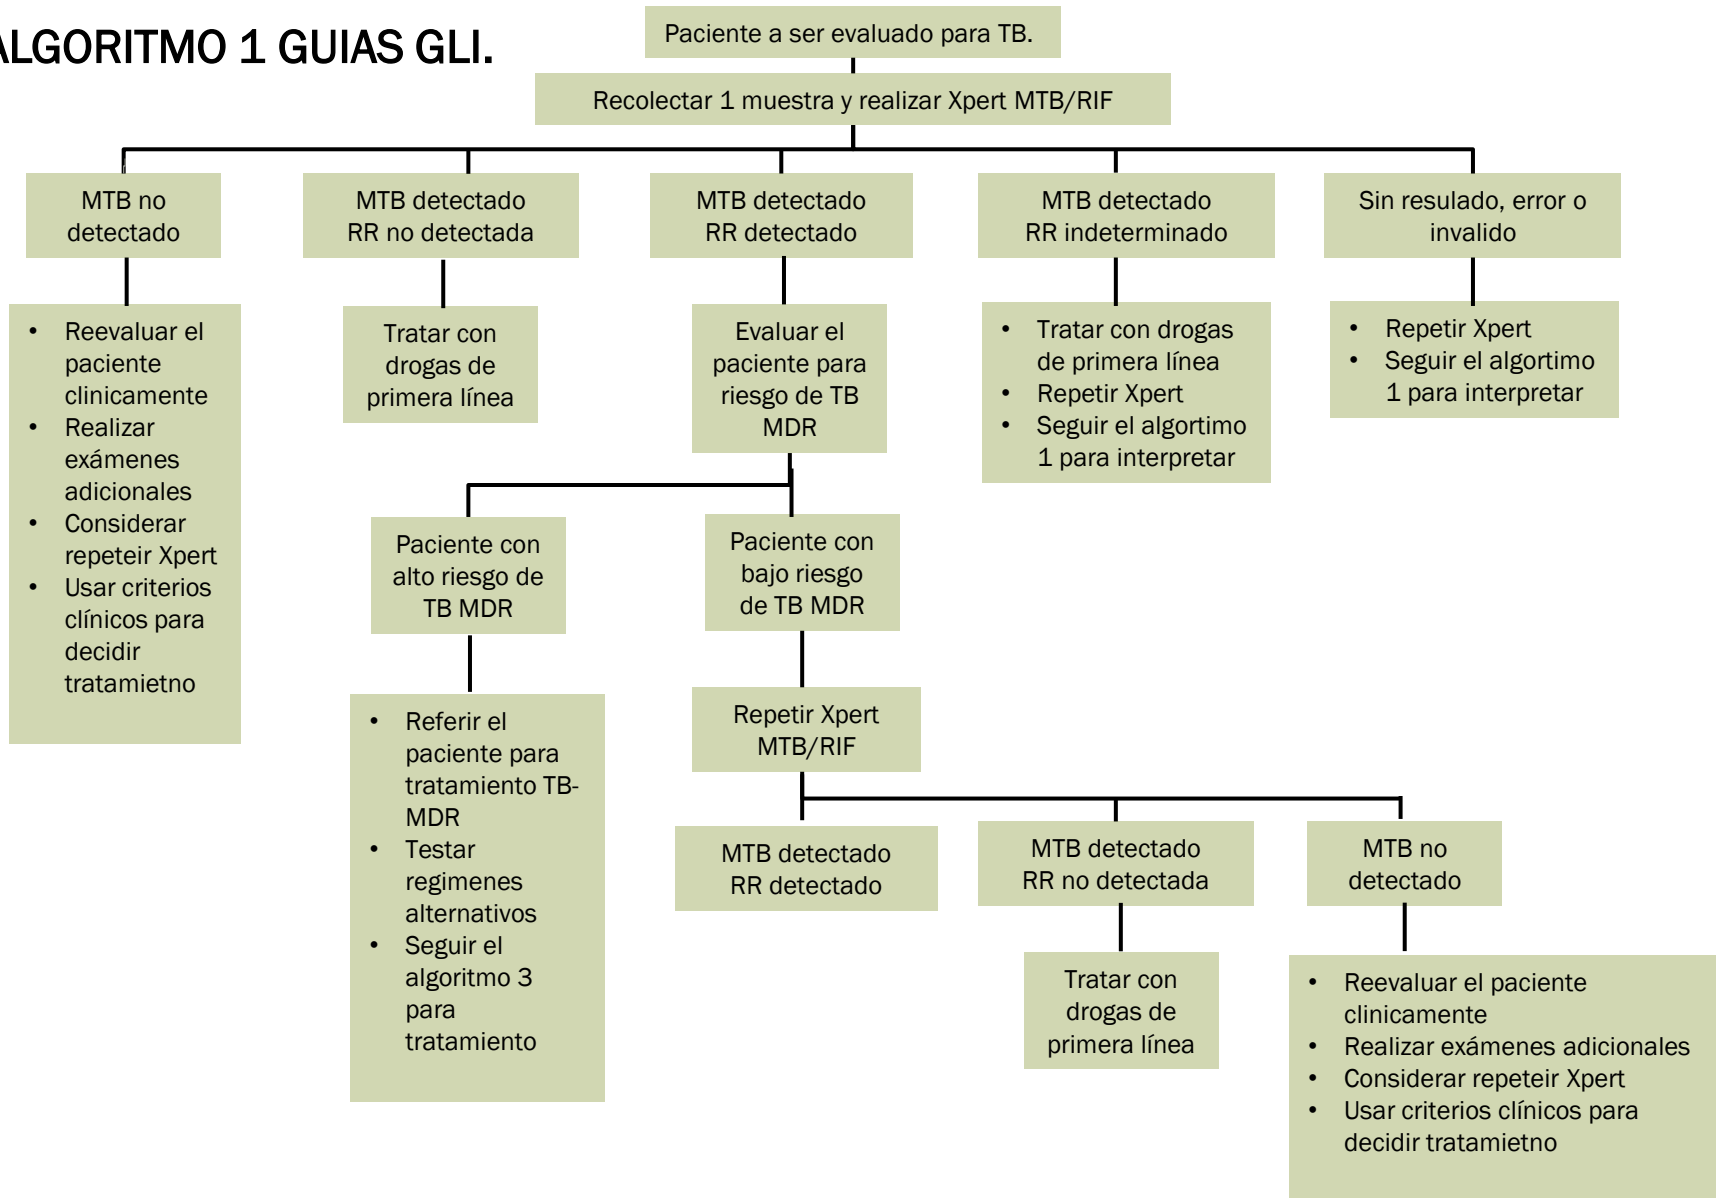 ALGORITMO 1 GUIAS GLI.
Paciente a ser evaluado para TB.
Recolectar 1 muestra y realizar Xpert MTB/RIF
MTB no
detectado
MTB detectado
RR no detectada
MTB detectado
RR detectado
MTB detectado
RR indeterminado
Sin resulado, error o
invalido
• Reevaluar el
paciente
clinicamente
• Realizar
exámenes
adicionales
• Considerar
repeteir Xpert
• Usar criterios
clínicos para
decidir
tratamietno
Tratar con
drogas de
primera línea
Evaluar el
paciente para
riesgo de TB
MDR
• Tratar con drogas
de primera línea
• Repetir Xpert
• Seguir el algortimo
1 para interpretar
• Repetir Xpert
• Seguir el algortimo
1 para interpretar
Paciente con
alto riesgo de
TB MDR
Paciente con
bajo riesgo
de TB MDR
• Referir el
paciente para
tratamiento TB-
MDR
• Testar
regimenes
alternativos
• Seguir el
algoritmo 3
para
tratamiento
Repetir Xpert
MTB/RIF
MTB detectado
RR detectado
MTB detectado
RR no detectada
MTB no
detectado
Tratar con
drogas de
primera línea
• Reevaluar el paciente
clinicamente
• Realizar exámenes adicionales
• Considerar repeteir Xpert
• Usar criterios clínicos para
decidir tratamietno